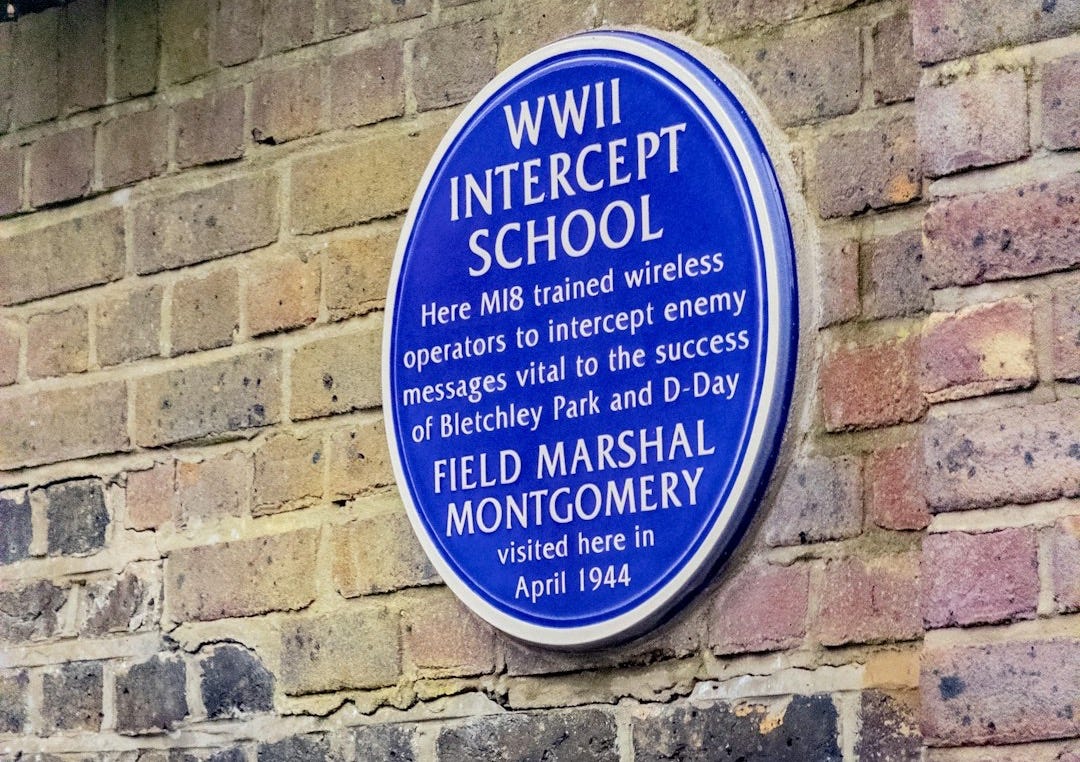 WWII
INTERCEPT
SCHOOL
Here MI8 trained wireless
operators to intercept enemy
messages vital to the success
of Bletchley Park and D-Day
FIELD MARSHAL
MONTGOMERY
visited here in
April 1944